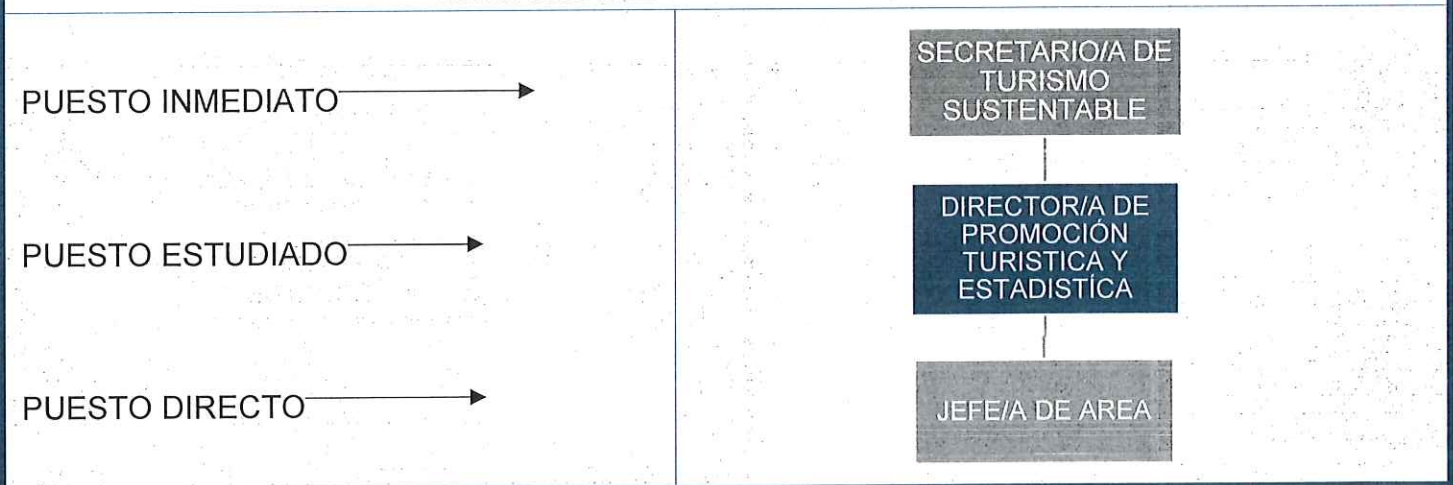 PUESTO INMEDIATO
SECRETARIO/A DE
TURISMO
SUSTENTABLE
PUESTO ESTUDIADO
DIRECTOR/A DE
PROMOCIÓN
TURISTICA Y
ESTADISTÍCA
PUESTO DIRECTO
JEFE/A DE AREA